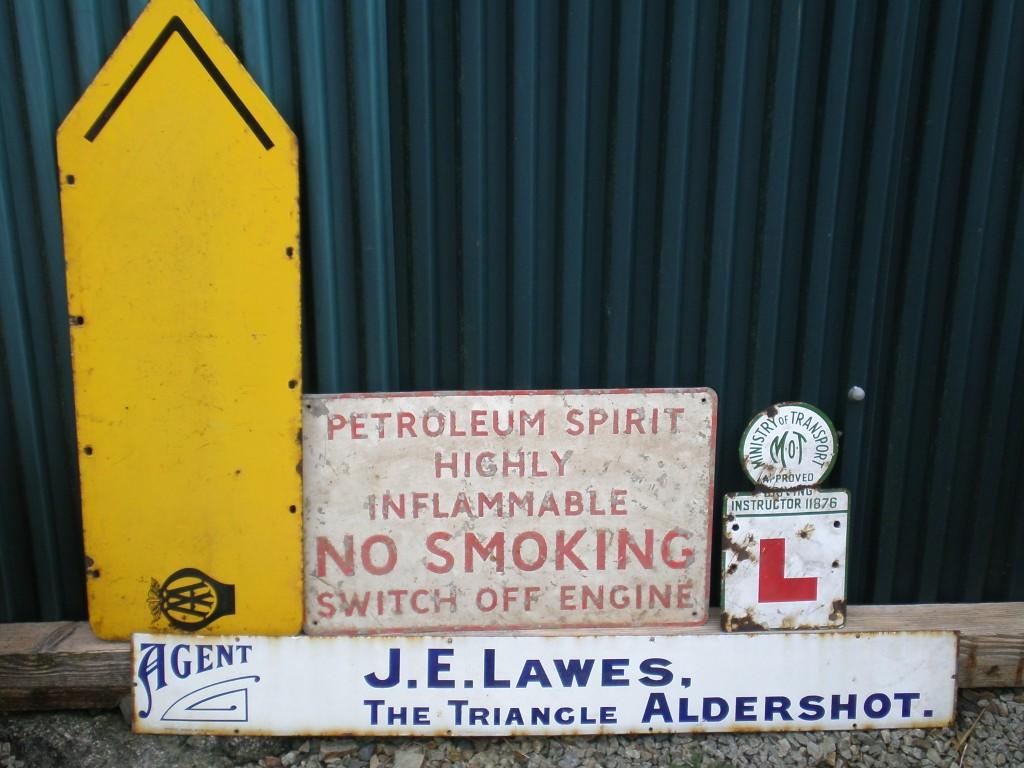 AA
PETROLEUM SPIRIT
HIGHLY
INFLAMMABLE
NO SMOKING
SWITCH OFF ENGINE
MINISTRY OF TRANSPORT
MOT
APPROVED
DRIVING
INSTRUCTOR 11876
L
AGENT
J.E. LAWES,
THE TRIANGLE ALDERSHOT.